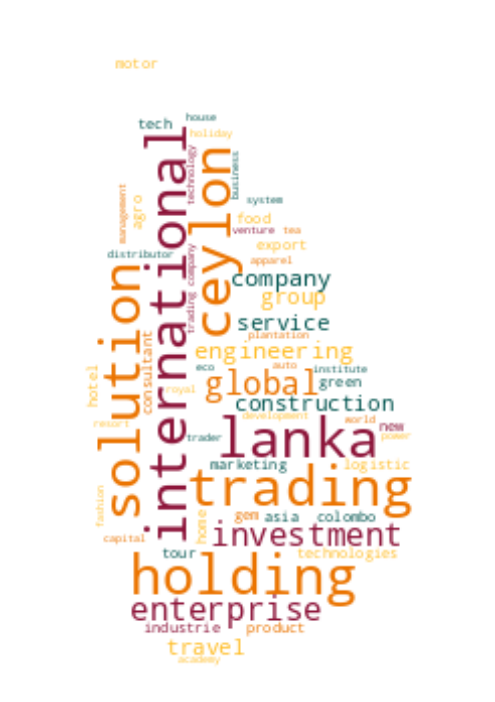 motor
house
tech
holiday
international
technology
ceylon
business
management
agro
system
food
venture tea
export
distributor
trading company
apparel
company
group
solution
service
plantation
consultant
engineering
hotel
eco
auto
institute
royal
global
green
construction
resort
development
world
lanka
new
trader
power
marketing
logistic
trading
fashion
home
gem
asia
colombo
investment
capital
tour
technologies
holding
enterprise
industrie
product
travel
academy